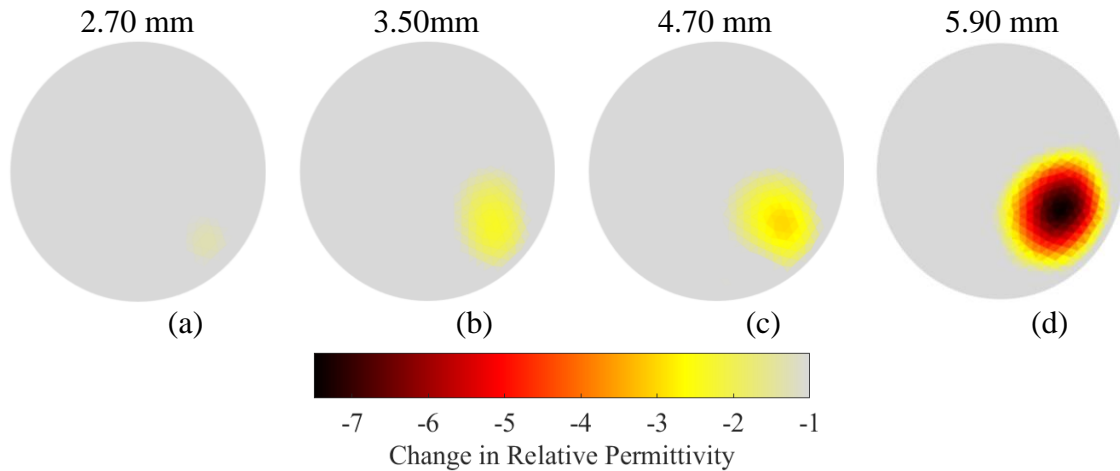 2.70 mm 3.50mm 4.70 mm 5.90 mm
(a) (b) (c) (d)
-7 -6 -5 -4 -3 -2 -1
Change in Relative Permittivity